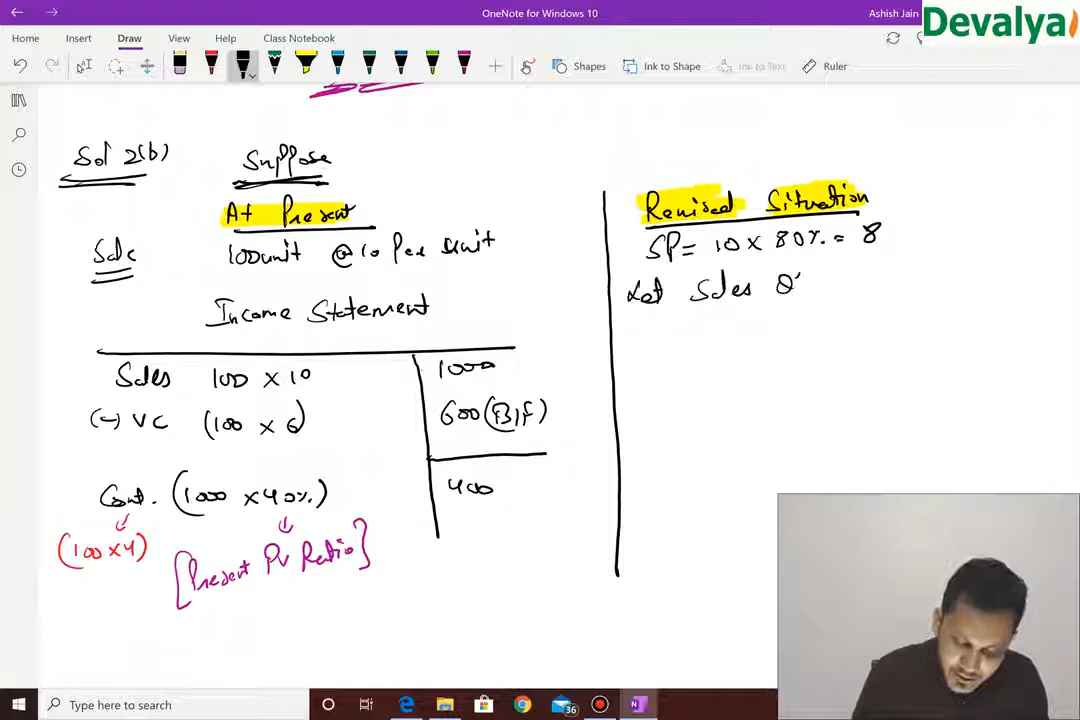 OneNote for Windows 10
Ashish Jain
Devalya
Home Insert Draw View Help Class Notebook
Shapes Ink to Shape Ink to Text Ruler
Sol 2(b) Suppose
At Present
Sale 100 unit @ 10 Per unit
Income Statement
Sales 100 x 10 1000
(-) VC (100 x 6) 600 (B/f)
Cont. (1000 x 40%) 400
(100 x 4) [Present PV Ratio]
Revised Situation
SP = 10 x 80% = 8
Let Sales Q
Type here to search
36